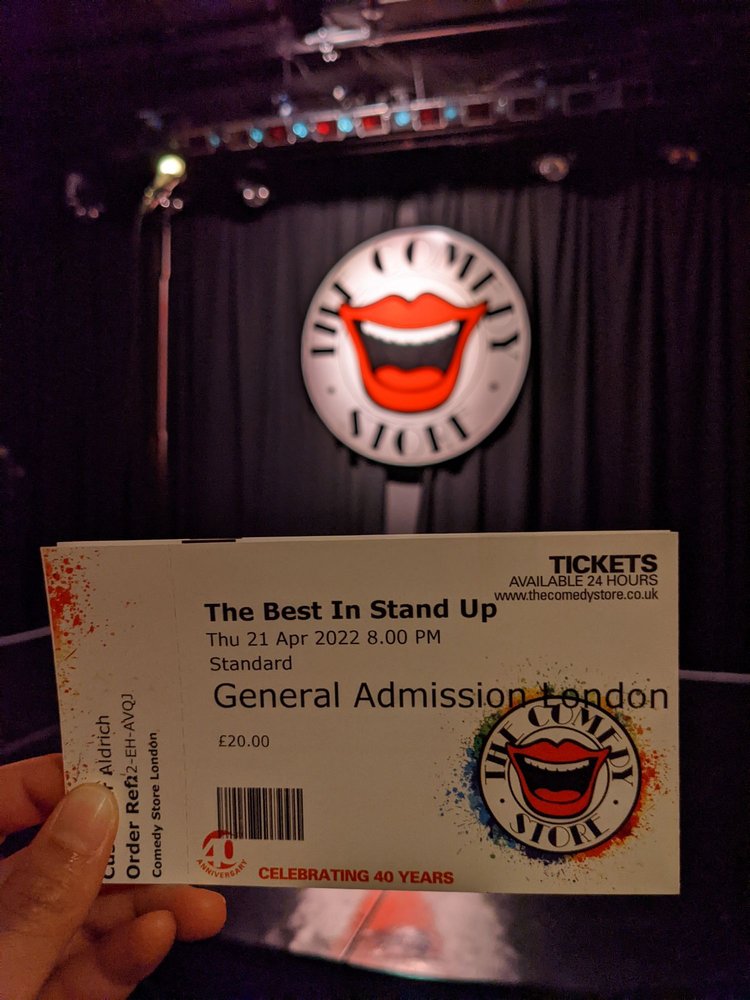 THE COMEDY
STORE
TICKETS
AVAILABLE 24 HOURS
www.thecomedystore.co.uk
The Best In Stand Up
Thu 21 Apr 2022 8.00 PM
Standard
General Admission London
£20.00
THE COMEDY
STORE
40
ANNIVERSARY
CELEBRATING 40 YEARS
Aldrich
Order Ref:
2-EH-AVQJ
Comedy Store London